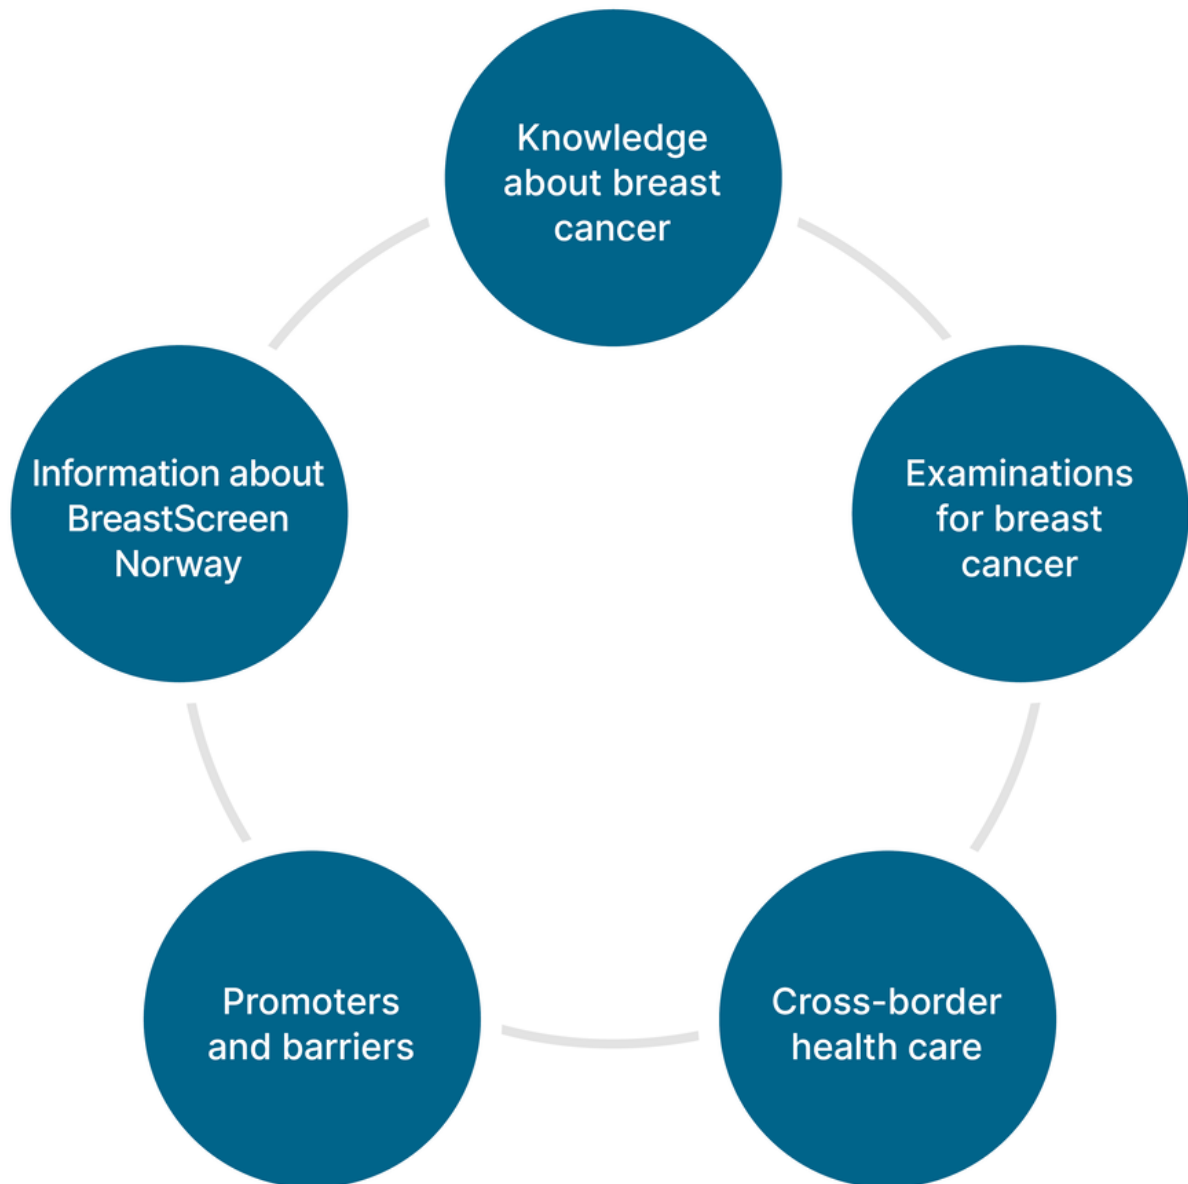 Knowledge
about breast
cancer
Examinations
for breast
cancer
Cross-border
health care
Promoters
and barriers
Information about
BreastScreen
Norway